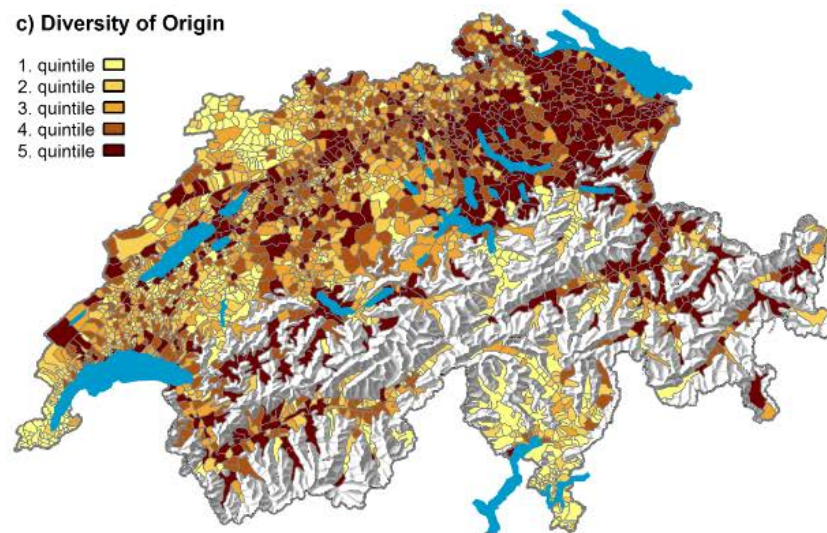 c) Diversity of Origin
1. quintile
2. quintile
3. quintile
4. quintile
5. quintile